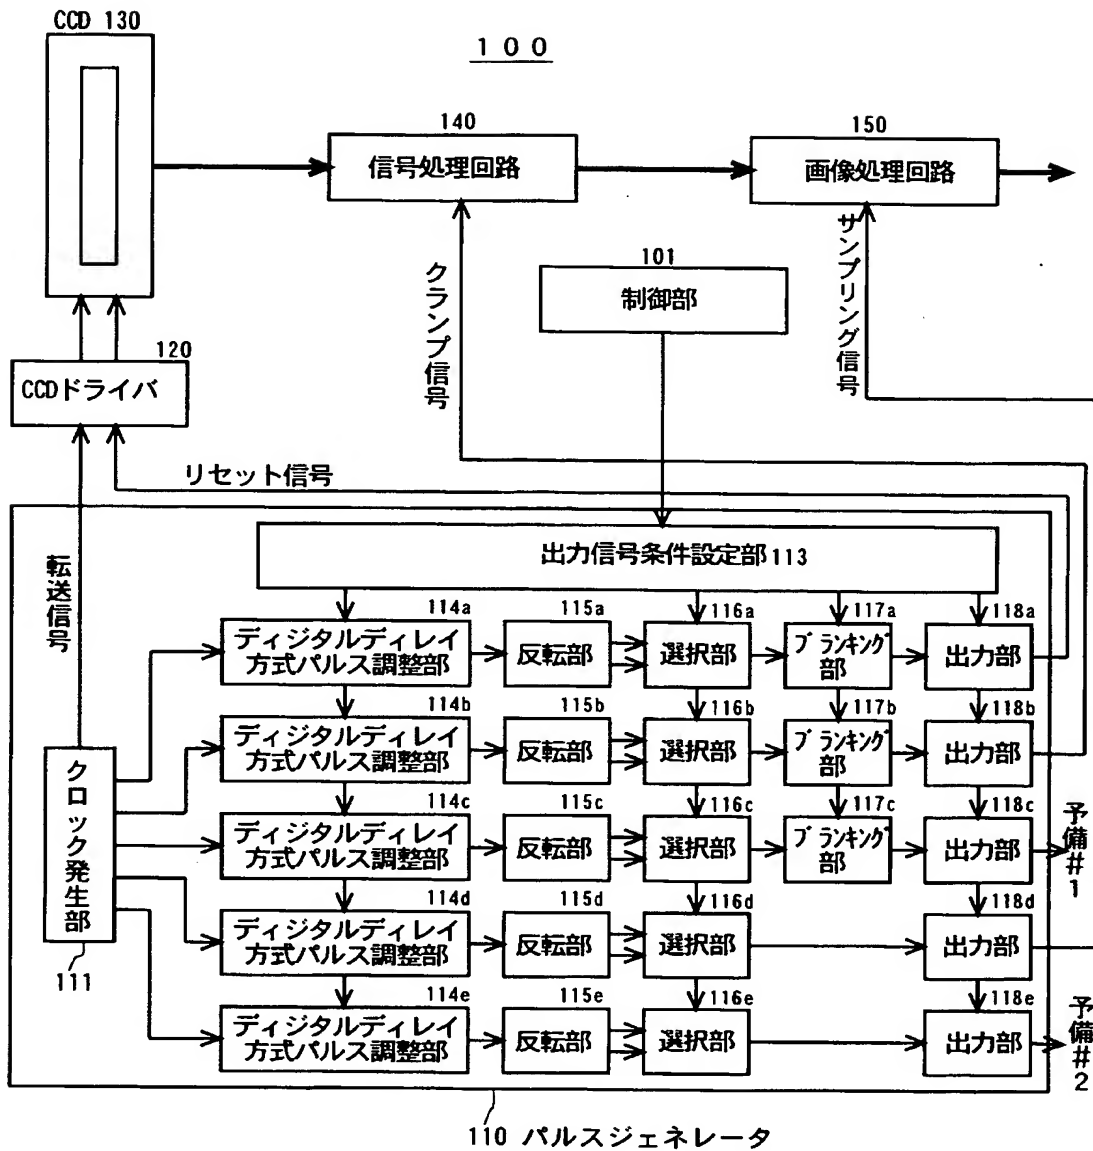 CCD 130
１００
140
信号処理回路
150
画像処理回路
クランプ信号
101
制御部
サンプリング信号
120
CCDドライバ
リセット信号
転送信号
出力信号条件設定部 113
114a
ディジタルディレイ
方式パルス調整部
115a
反転部
116a
選択部
117a
ブランキング
部
118a
出力部
114b
ディジタルディレイ
方式パルス調整部
115b
反転部
116b
選択部
117b
ブランキング
部
118b
出力部
クロック発生部
111
114c
ディジタルディレイ
方式パルス調整部
115c
反転部
116c
選択部
117c
ブランキング
部
118c
出力部
予備#1
114d
ディジタルディレイ
方式パルス調整部
115d
反転部
116d
選択部
118d
出力部
114e
ディジタルディレイ
方式パルス調整部
115e
反転部
116e
選択部
118e
出力部
予備#2
110 パルスジェネレータ